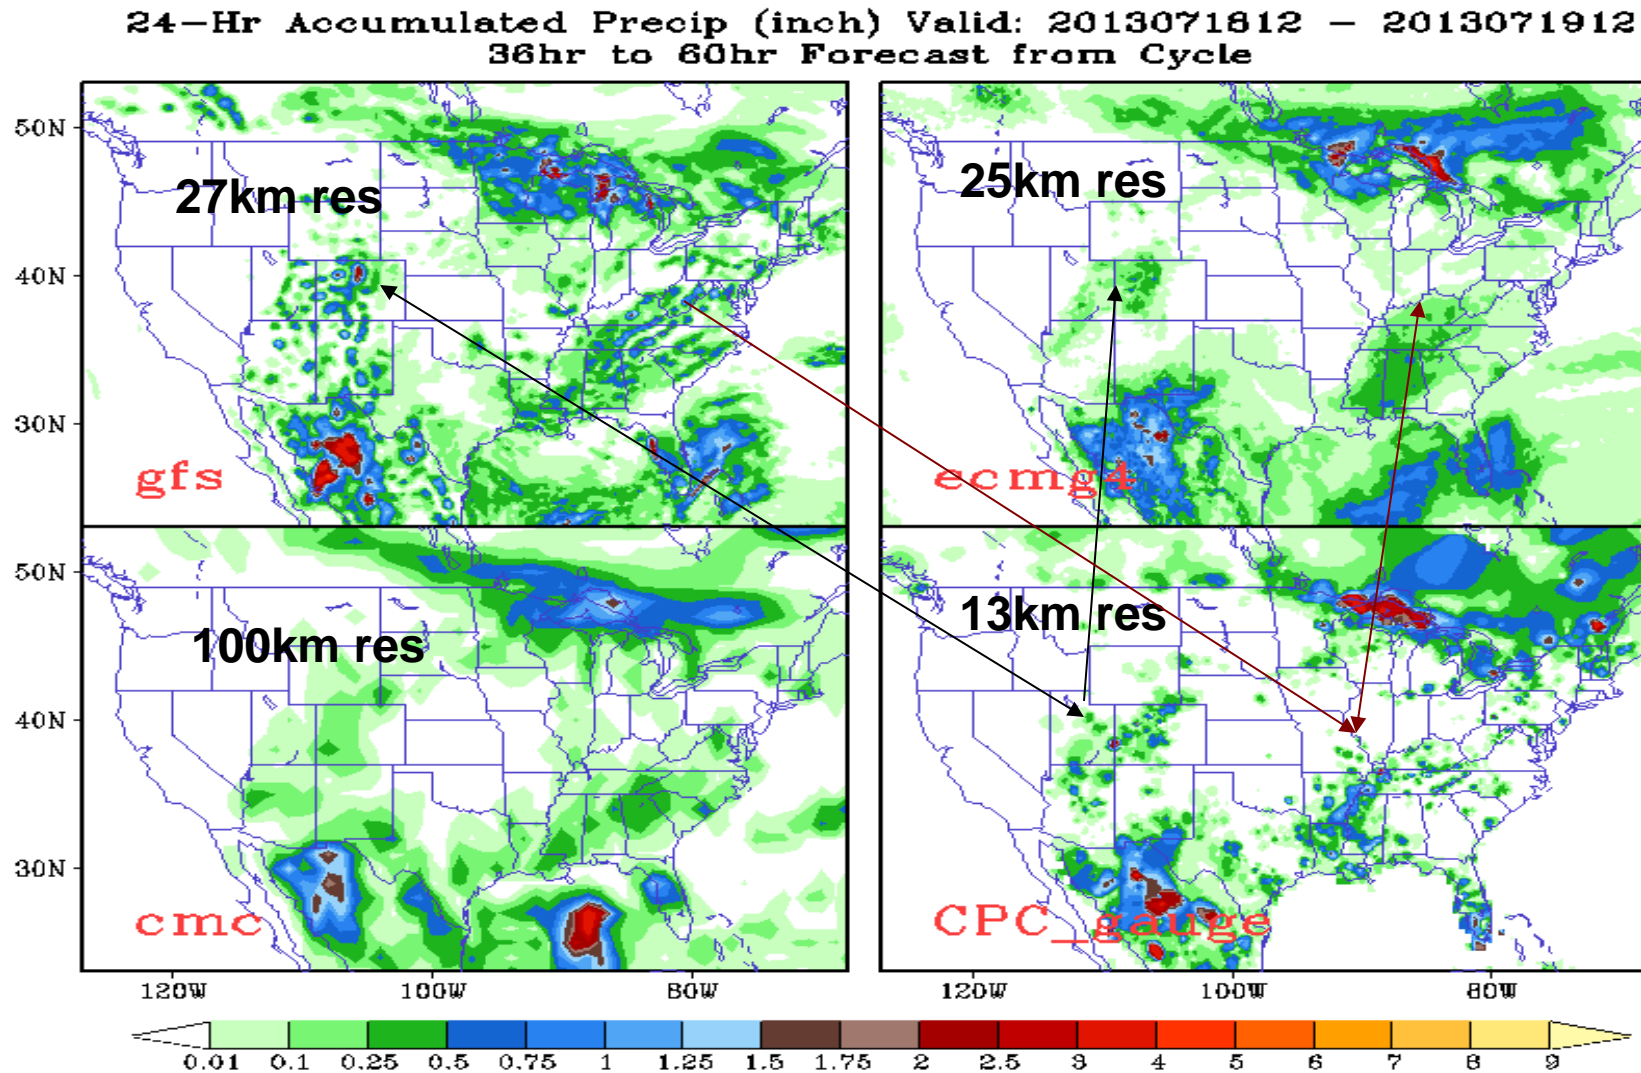 24-Hr Accumulated Precip (inch) Valid: 2013071812 - 2013071912
36hr to 60hr Forecast from Cycle
50N
40N
30N
27km res
gfs
25km res
ecmg4
50N
40N
30N
100km res
cmc
13km res
CPC_gauge
120W 100W 80W 120W 100W 80W
0.01 0.1 0.25 0.5 0.75 1 1.25 1.5 1.75 2 2.5 3 4 5 6 7 8 9